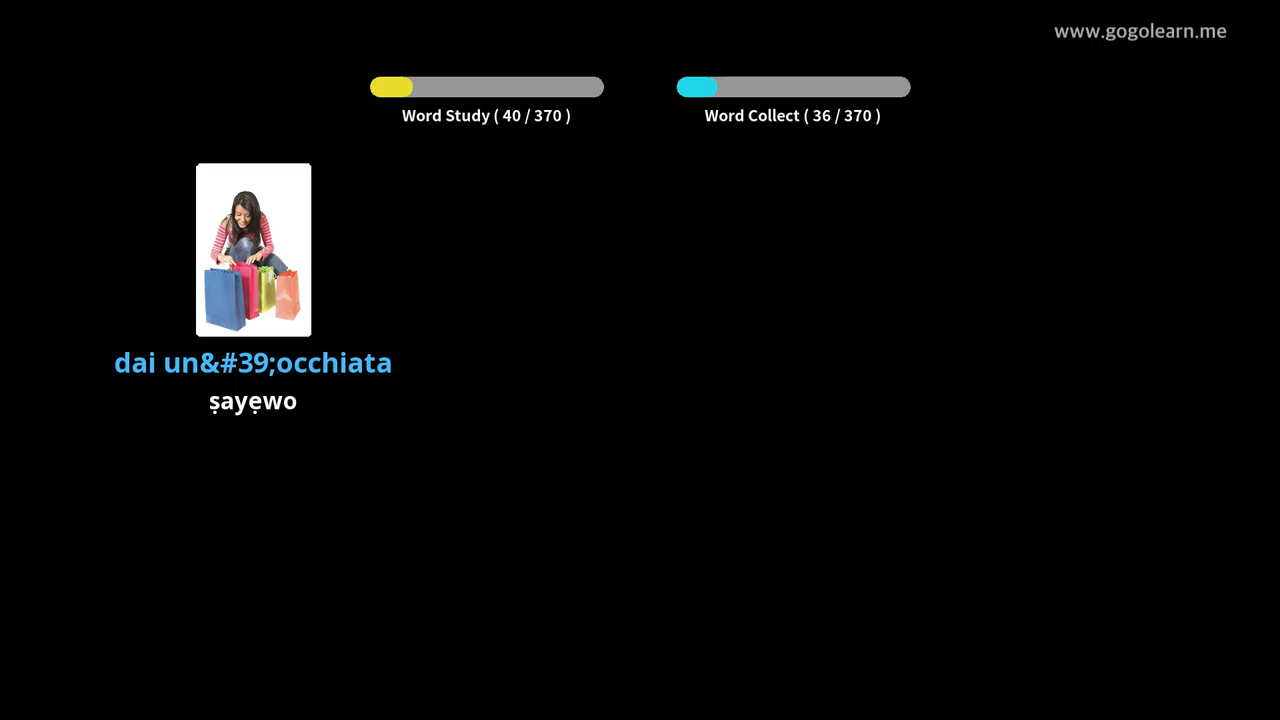 www.gogolearn.me
Word Study ( 40 / 370 )
Word Collect ( 36 / 370 )
dai un&#39;occhiata
ṣayẹwo